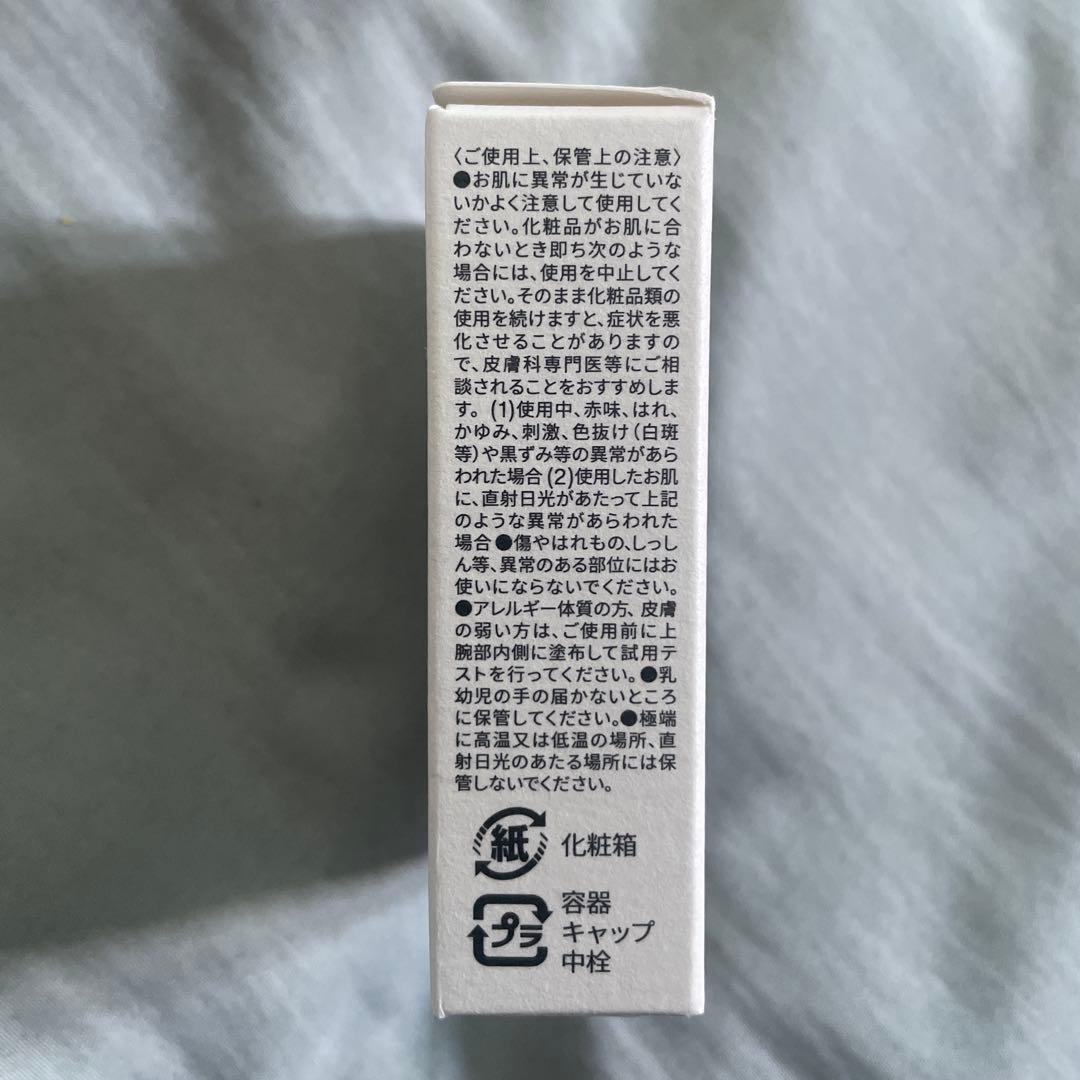 〈ご使用上、保管上の注意〉
●お肌に異常が生じていな
いかよく注意して使用してく
ださい。化粧品がお肌に合
わないとき即ち次のような
場合には、使用を中止してく
ださい。そのまま化粧品類の
使用を続けますと、症状を悪
化させることがありますの
で、皮膚科専門医等にご相
談されることをおすすめしま
す。(1)使用中、赤味、はれ、
かゆみ、刺激、色抜け（白斑
等）や黒ずみ等の異常があら
われた場合(2)使用したお肌
に、直射日光があたって上記
のような異常があらわれた
場合●傷やはれもの、しっし
ん等、異常のある部位にはお
使いにならないでください。
●アレルギー体質の方、皮膚
の弱い方は、ご使用前に上
腕部内側に塗布して試用テ
ストを行ってください。●乳
幼児の手の届かないところ
に保管してください。●極端
に高温又は低温の場所、直
射日光のあたる場所には保
管しないでください。
紙 化粧箱
プラ 容器
キャップ
中栓